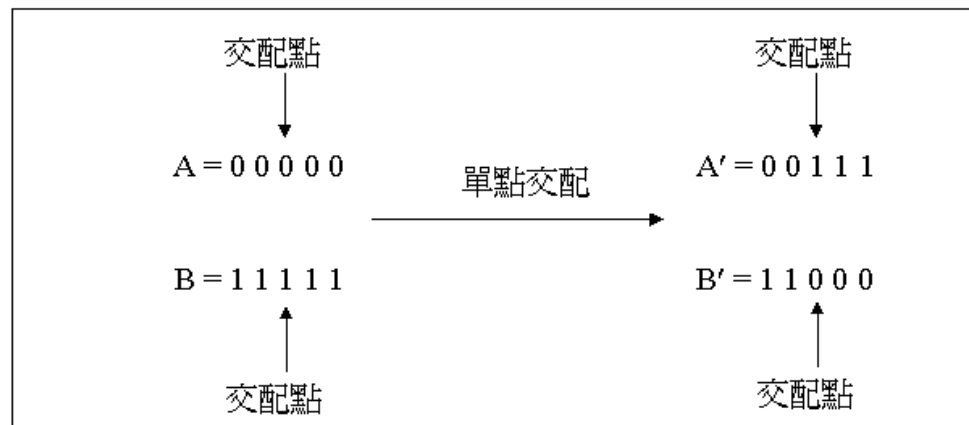 交配點 交配點
A = 0 0 0 0 0 單點交配 A′ = 0 0 1 1 1
B = 1 1 1 1 1 B′ = 1 1 0 0 0
交配點 交配點